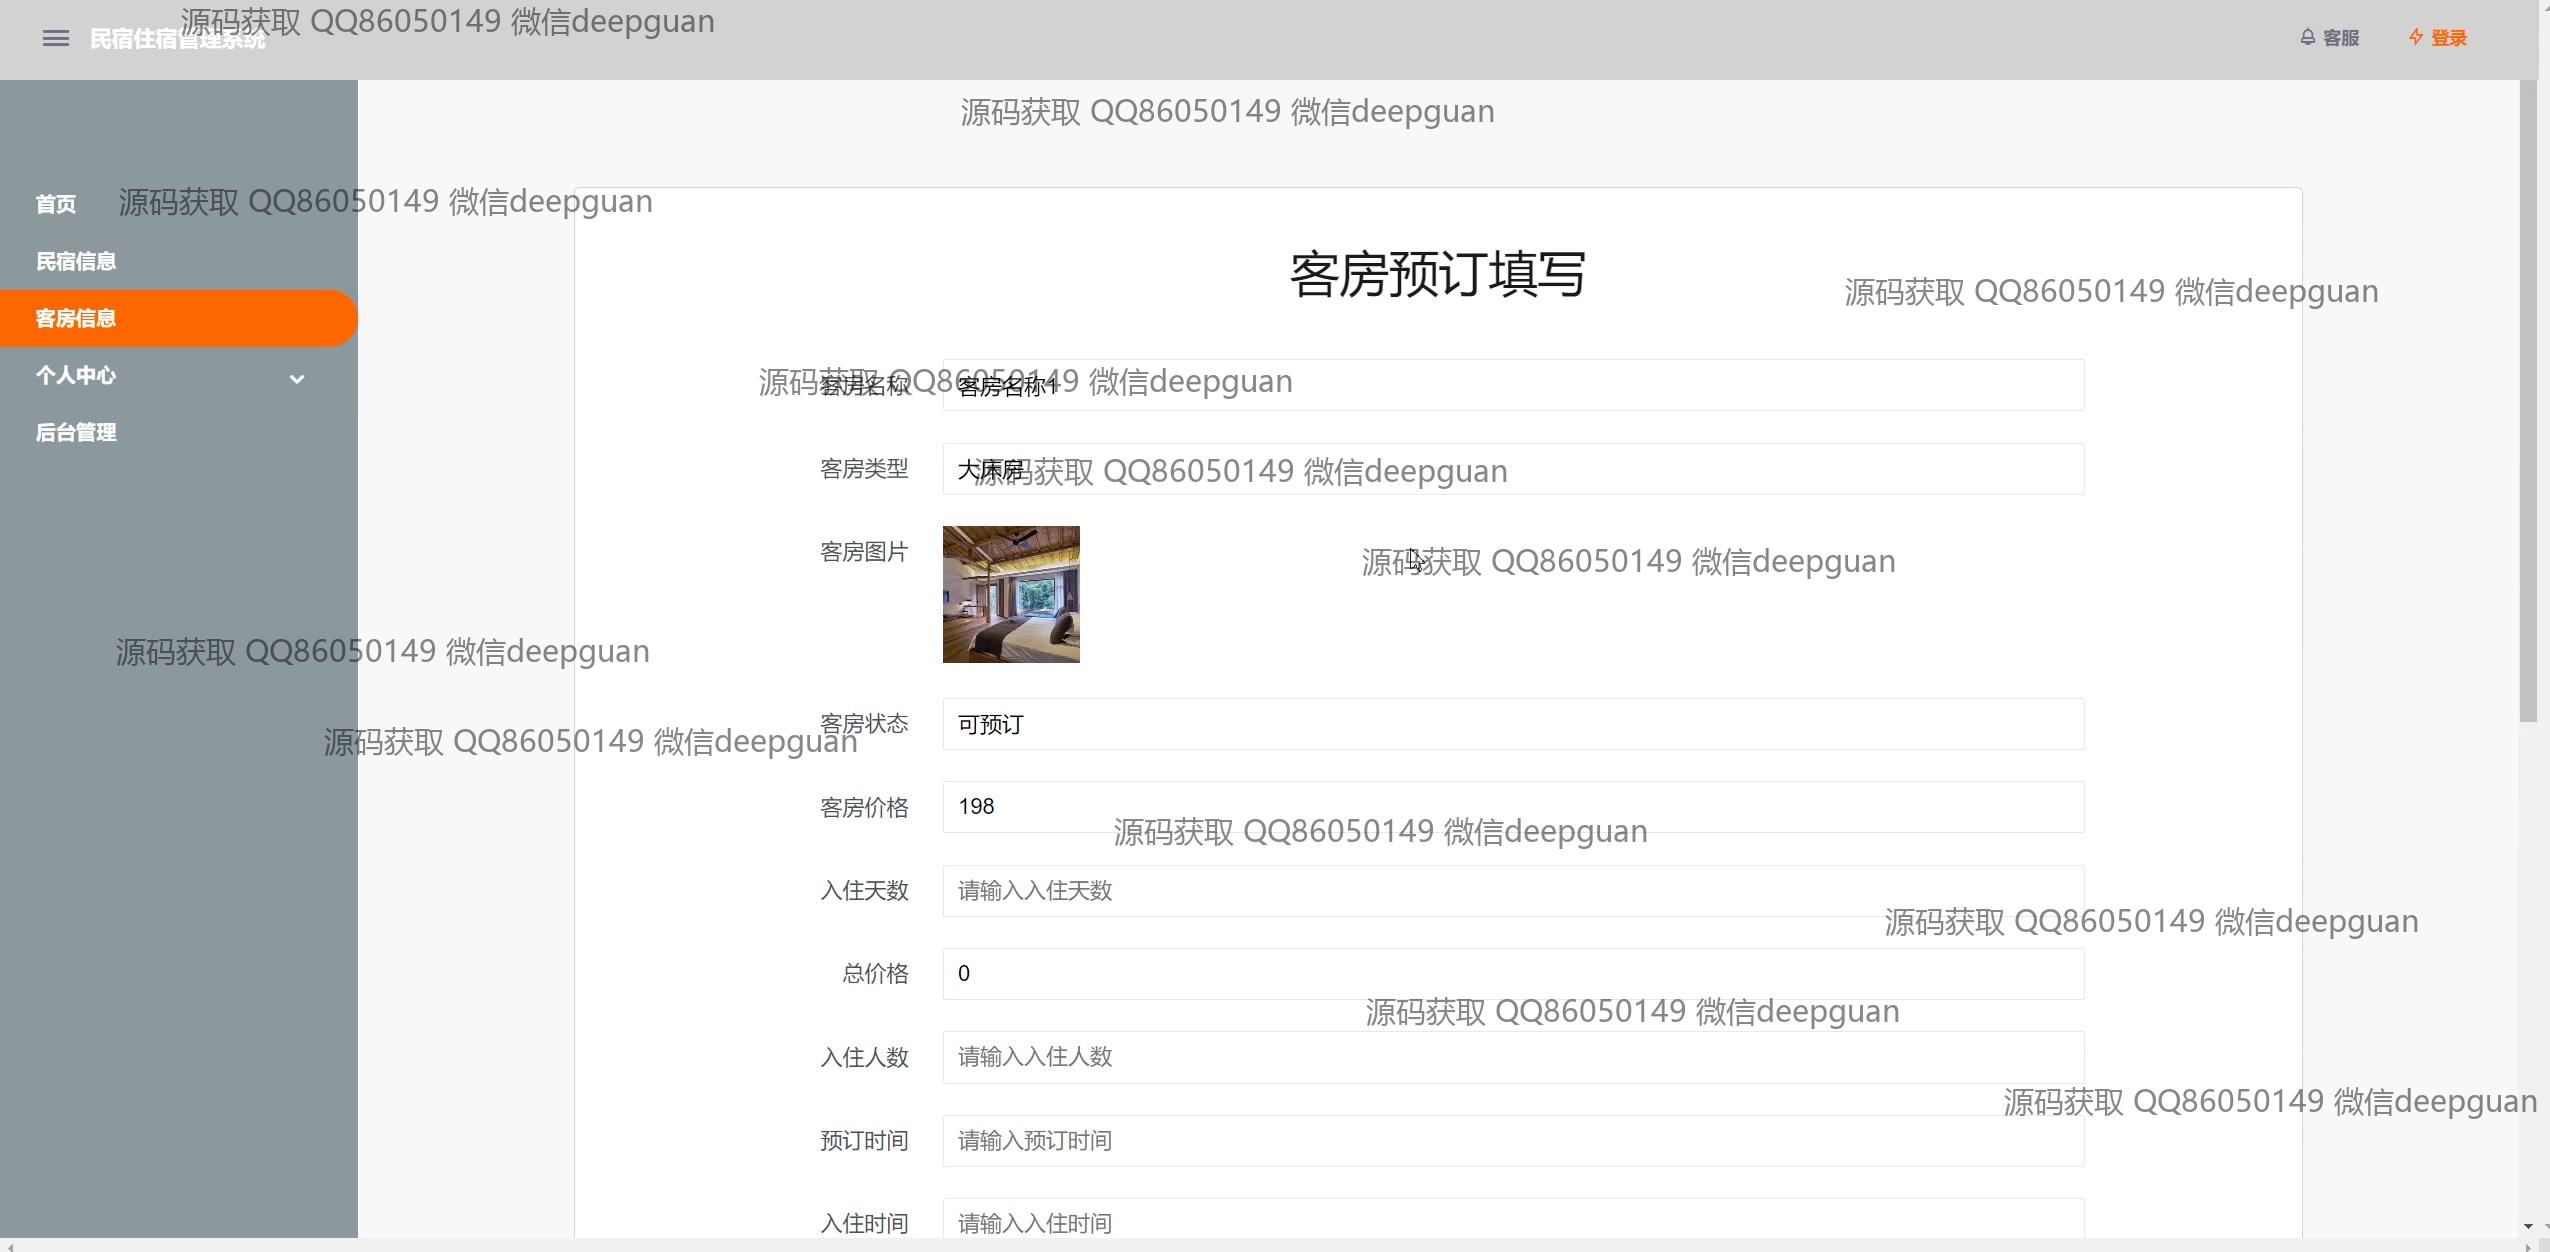 源码获取 QQ86050149 微信deepguan
民宿住宿管理系统
客服
登录
源码获取 QQ86050149 微信deepguan
首页
源码获取 QQ86050149 微信deepguan
民宿信息
客房预订填写
源码获取 QQ86050149 微信deepguan
客房信息
个人中心
源码获取 QQ86050149 微信deepguan
客房名称
客房名称1
后台管理
客房类型
大床房
源码获取 QQ86050149 微信deepguan
客房图片
源码获取 QQ86050149 微信deepguan
源码获取 QQ86050149 微信deepguan
客房状态
可预订
源码获取 QQ86050149 微信deepguan
客房价格
198
源码获取 QQ86050149 微信deepguan
入住天数
请输入入住天数
源码获取 QQ86050149 微信deepguan
总价格
0
源码获取 QQ86050149 微信deepguan
入住人数
请输入入住人数
源码获取 QQ86050149 微信deepguan
预订时间
请输入预订时间
入住时间
请输入入住时间